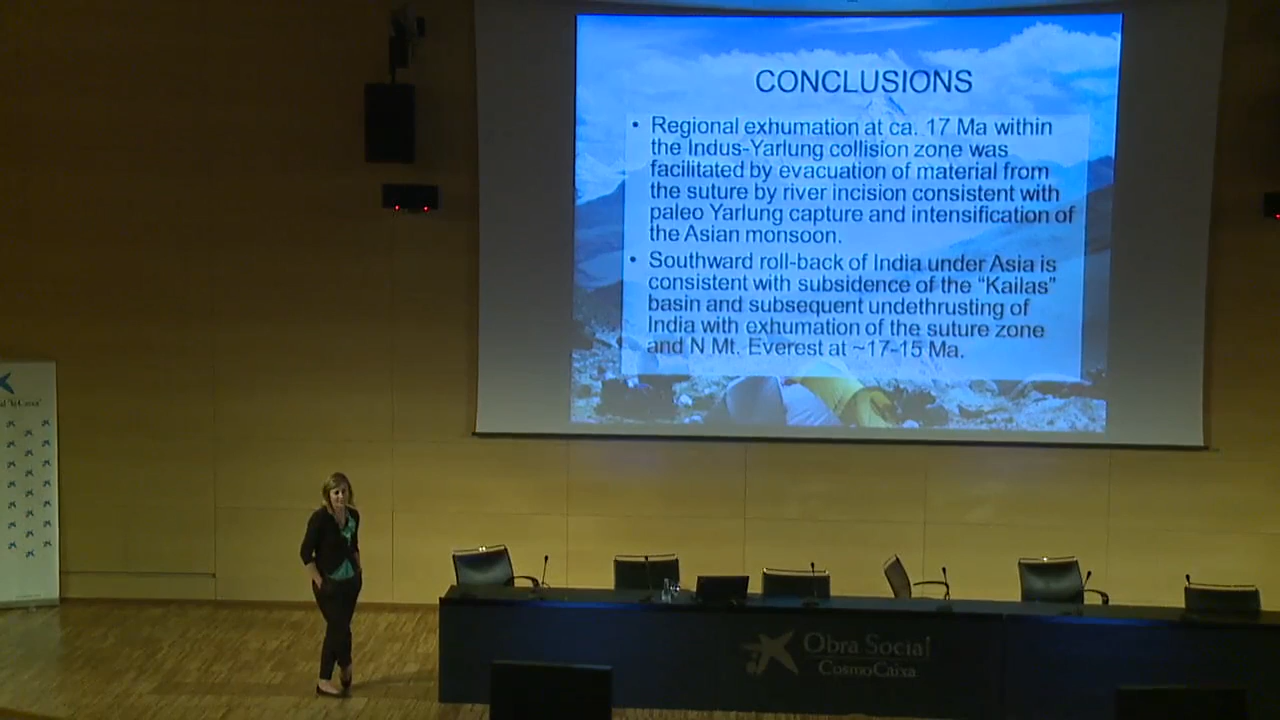 CONCLUSIONS
• Regional exhumation at ca. 17 Ma within
the Indus-Yarlung collision zone was
facilitated by evacuation of material from
the suture by river incision consistent with
paleo Yarlung capture and intensification of
the Asian monsoon.
• Southward roll-back of India under Asia is
consistent with subsidence of the “Kailas”
basin and subsequent undethrusting of
India with exhumation of the suture zone
and N Mt. Everest at ~17-15 Ma.
"la Caixa"
Obra Social
CosmoCaixa